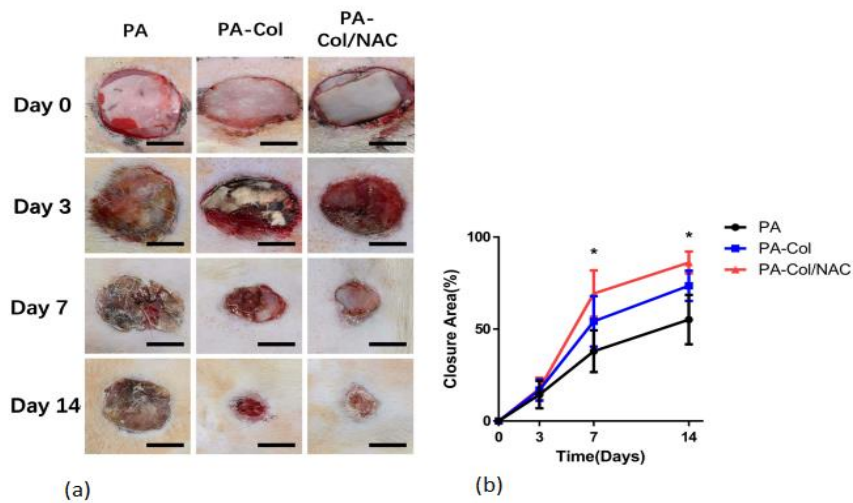 PA
PA-Col
PA-
Col/NAC
Day 0
Day 3
Day 7
Day 14
(a)
PA
PA-Col
PA-Col/NAC
*
*
100
50
0
Closure Area(%)
0
3
7
14
Time(Days)
(b)